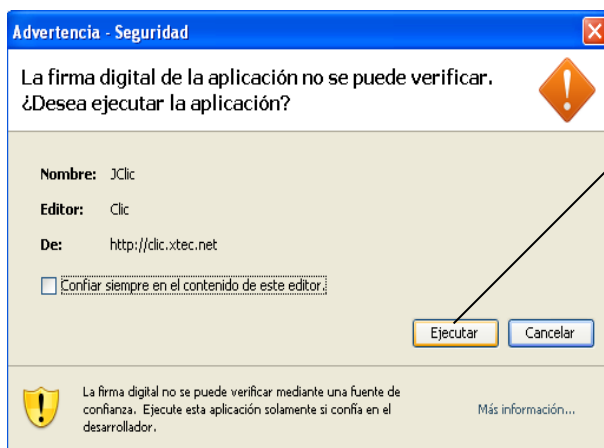 Advertencia - Seguridad
La firma digital de la aplicación no se puede verificar.
¿Desea ejecutar la aplicación?
Nombre: JClic
Editor: Clic
De: http://clic.xtec.net
Confiar siempre en el contenido de este editor.
Ejecutar Cancelar
La firma digital no se puede verificar mediante una fuente de
confianza. Ejecute esta aplicación solamente si confía en el
desarrollador.
Más información...